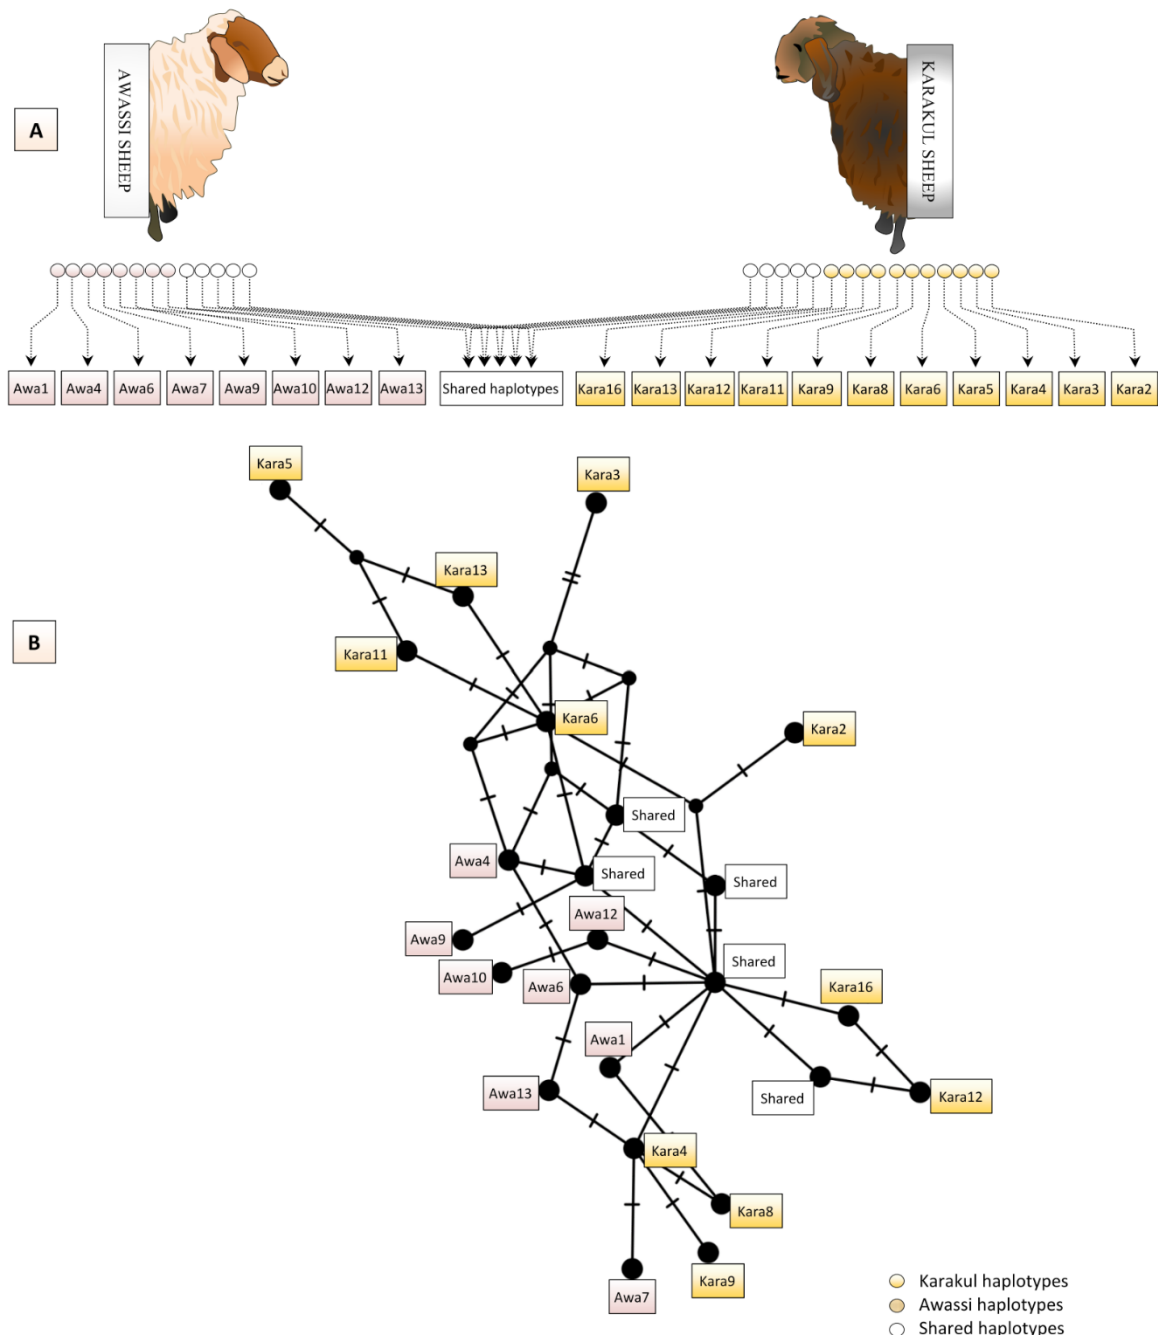 AWASSI SHEEP
KARAKUL SHEEP
A
Awa1 Awa4 Awa6 Awa7 Awa9 Awa10 Awa12 Awa13 Shared haplotypes Kara16 Kara13 Kara12 Kara11 Kara9 Kara8 Kara6 Kara5 Kara4 Kara3 Kara2
Kara5
Kara3
Kara13
B
Kara11
Kara6
Kara2
Shared
Awa4
Shared
Shared
Awa12
Awa9
Shared
Awa10
Awa6
Kara16
Awa1
Awa13
Shared
Kara12
Kara4
Kara8
Kara9
Awa7
Karakul haplotypes
Awassi haplotypes
Shared haplotypes